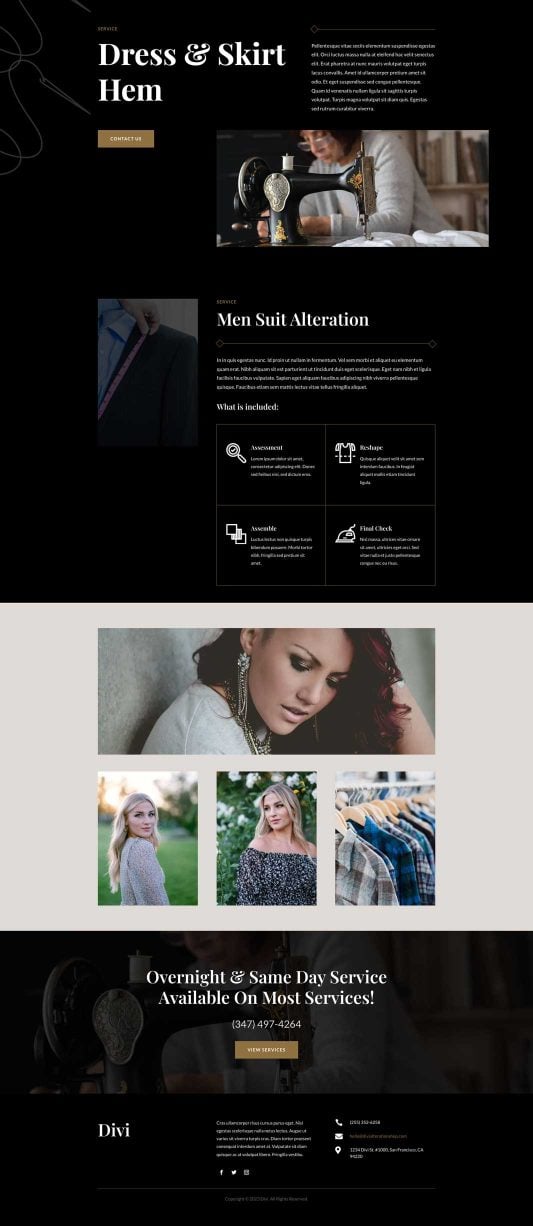 SERVICE
Dress & Skirt
Hem
Pellentesque vitae sociis elementum suspendisse egestas
elit. Orci luctus massa nulla at eleifend hac velit senectus
elit. Erat pharetra at nunc mauris volutpat eget turpis
lacus convallis. Amet id ullamcorper pretium amet sit
odio. Et eget suspendisse sed congue pellentesque.
Quam id venenatis nullam ligula sit sagittis turpis
volutpat. Turpis magna volutpat sit diam quis. Egestas
sed rutrum curabitur viverra.
CONTACT US
SERVICE
Men Suit Alteration
In in quis egestas nunc. Id proin ut nullam in fermentum. Vel sem morbi et aliquet eu elementum
quam erat. Nibh aliquam sit est parturient ut tincidunt duis eget scelerisque. Eget nam nibh et ligula
facilisis faucibus vulputate. Sapien eget aliquam faucibus adipiscing nibh viverra pellentesque
quisque. Faucibus etiam sem mattis lectus vitae tellus fringilla aliquet.
What is included:
Assessment
Lorem ipsum dolor sit amet,
consectetur adipiscing elit. Donec
sed finibus nisi, sed dictum eros.
Reshape
Quisque aliquet velit sit amet sem
interdum faucibus. In feugiat
aliquet mollis etiam tincidunt
ligula.
Assemble
Luctus lectus non quisque turpis
bibendum posuere. Morbi tortor
nibh, fringilla sed pretium sit
amet.
Final Check
Nisl massa, ultrices vitae ornare
sit amet, ultricies eget orci. Sed
vitae nulla et justo pellentesque
congue nec eu risus.
Overnight & Same Day Service
Available On Most Services!
(347) 497-4264
VIEW SERVICES
Divi
Cras ullamcorper risus cursus purus eget. Nisl
egestas scelerisque nulla metus lectus. Augue ut
varius sit viverra turpis cras. Diam tortor praesent
consequat interdum amet at. Vulputate sit diam
quisque ac at volutpat libero. Fringilla vestibu.
(255) 352-6258
hello@divialterationshop.com
1234 Divi St. #1000, San Francisco, CA
94220
Copyright © 2023 Divi. All Rights Reserved.